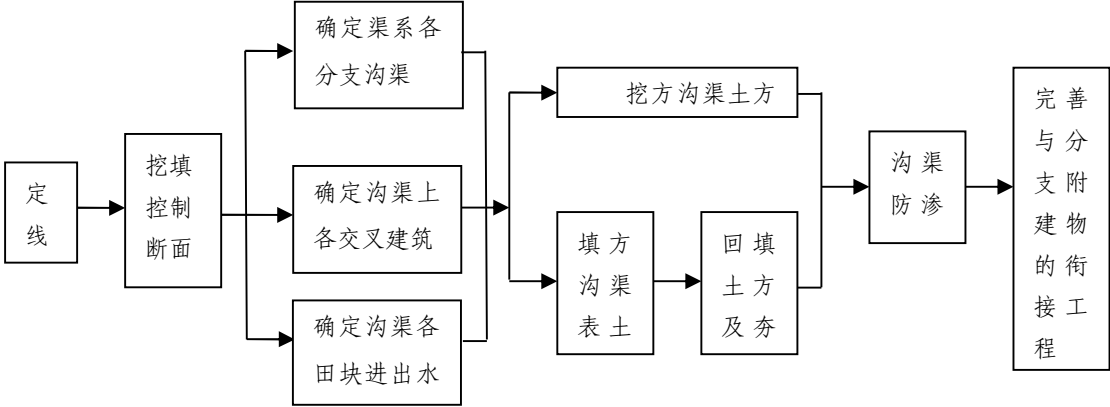 定
线
挖填
控制
断面
确定渠系各
分支沟渠
确定沟渠上
各交叉建筑
确定沟渠各
田块进出水
挖方沟渠土方
填方
沟渠
表土
回填
土方
及夯
沟渠
防渗
完善
与分
支附
建物
的衔
接工
程